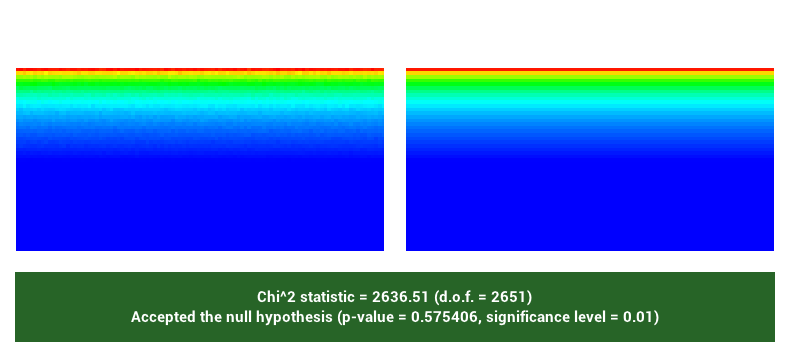 Chi^2 statistic = 2636.51 (d.o.f. = 2651)
Accepted the null hypothesis (p-value = 0.575406, significance level = 0.01)